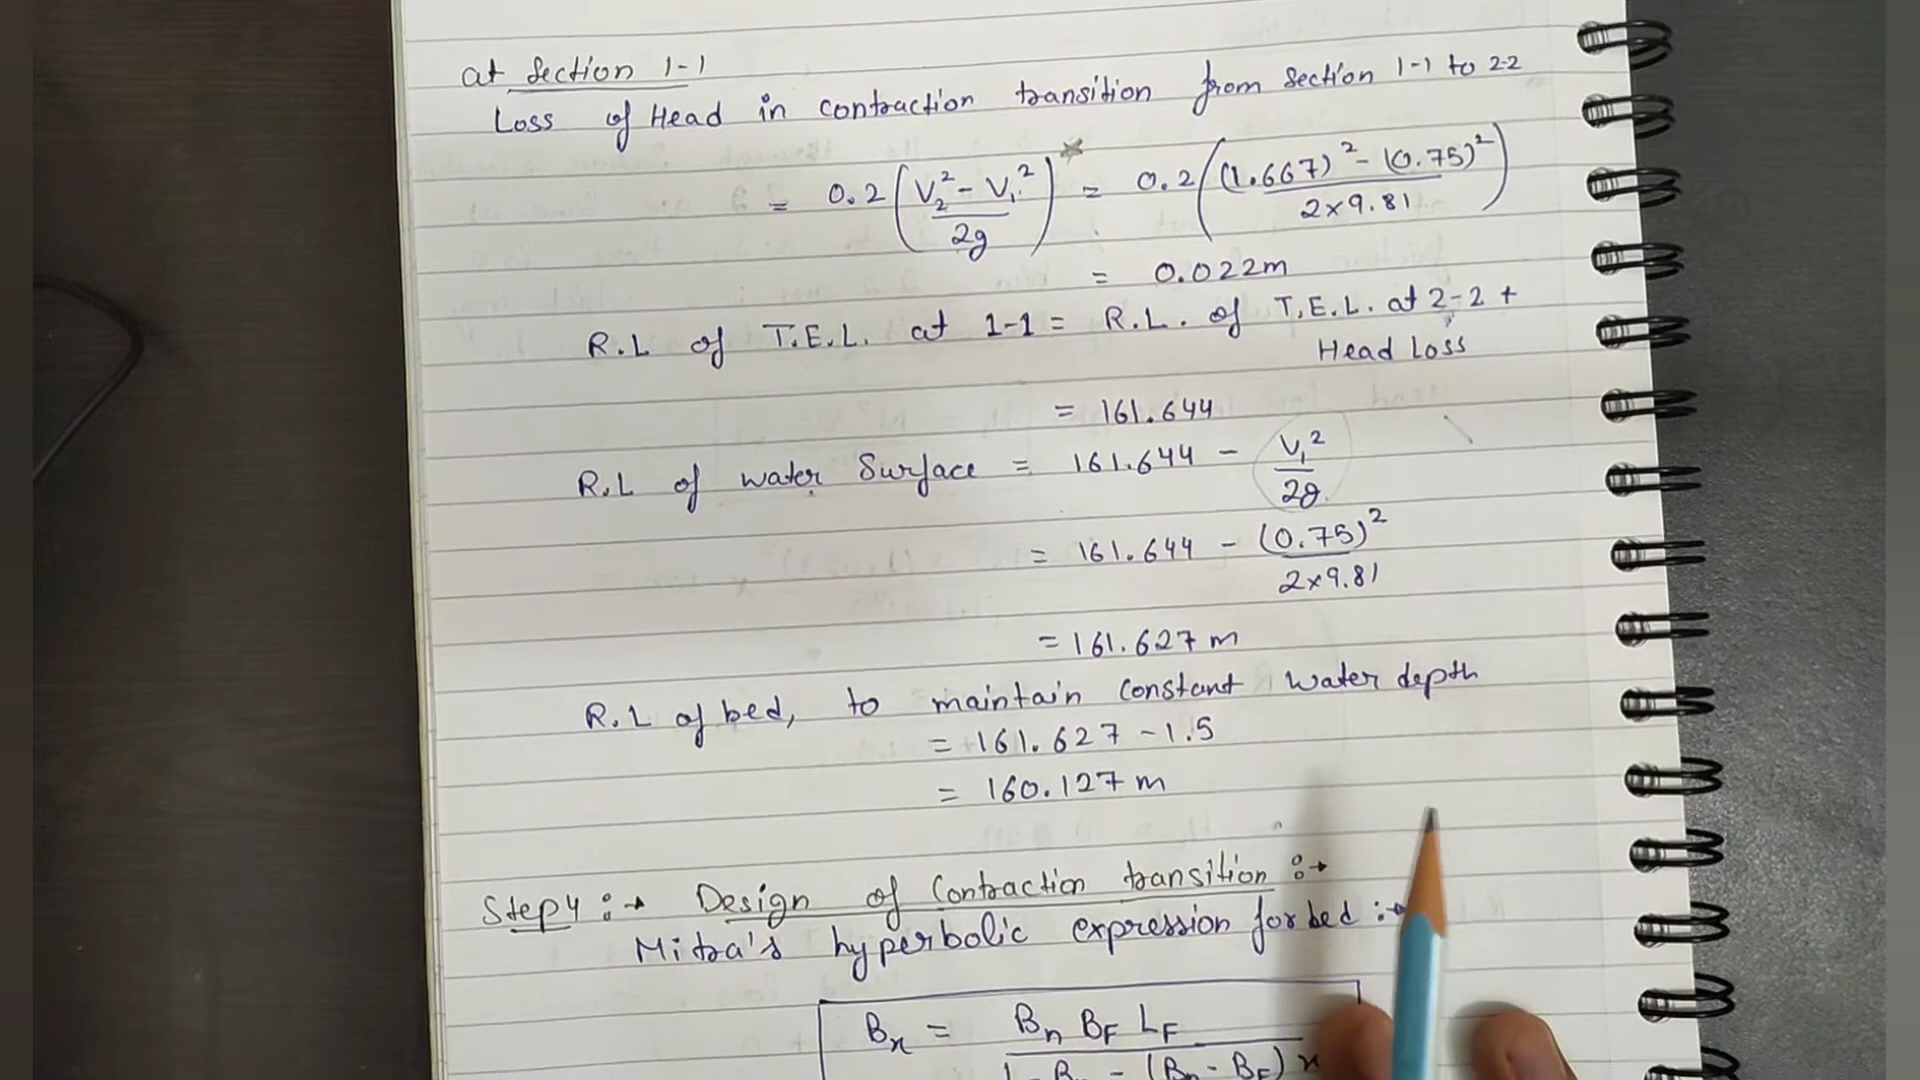 at Section 1-1
Loss of Head in contraction transition from Section 1-1 to 2-2
= 0.2 ( V₂² - V₁² / 2g ) = 0.2 ( (1.667)² - (0.75)² / 2×9.81 )
= 0.022m
R.L of T.E.L. at 1-1 = R.L. of T.E.L. at 2-2 +
Head Loss
= 161.644
R.L of water Surface = 161.644 - V₁² / 2g
= 161.644 - (0.75)² / 2×9.81
= 161.627 m
R.L of bed, to maintain Constant water depth
= 161.627 - 1.5
= 160.127 m
Step 4 :→ Design of Contraction transition :→
Mitra's hyperbolic expression for bed :→
Bx = Bn BF LF
(Bn - BF) x